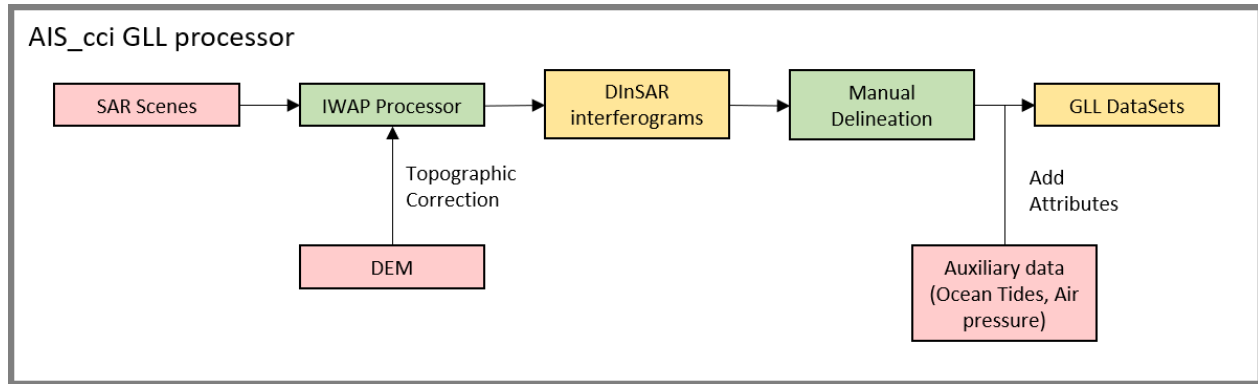 AIS_cci GLL processor
SAR Scenes
IWAP Processor
DInSAR
interferograms
Manual
Delineation
GLL DataSets
Topographic
Correction
Add
Attributes
DEM
Auxiliary data
(Ocean Tides, Air
pressure)